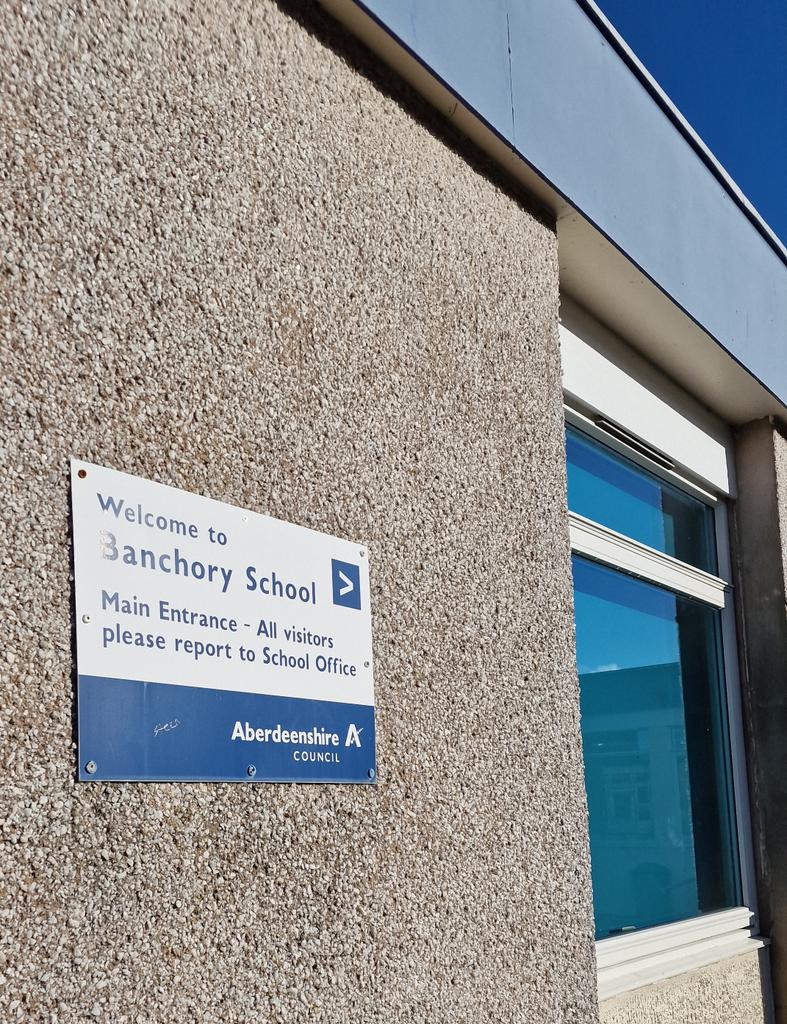 Welcome to
Banchory School >
Main Entrance - All visitors
please report to School Office
Aberdeenshire
COUNCIL